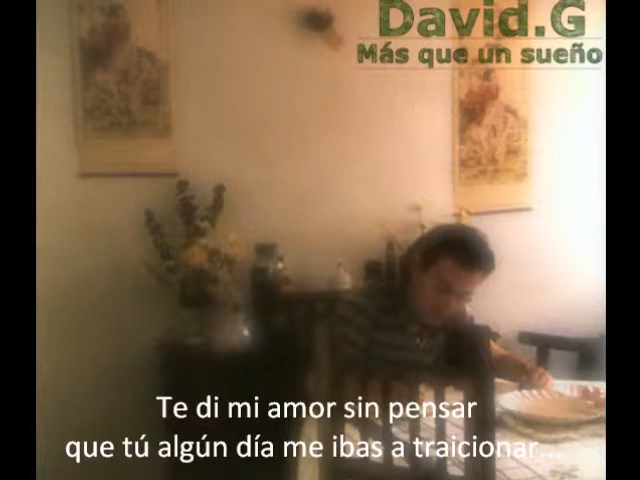 David.G
Más que un sueño
Te di mi amor sin pensar
que tú algún día me ibas a traicionar...